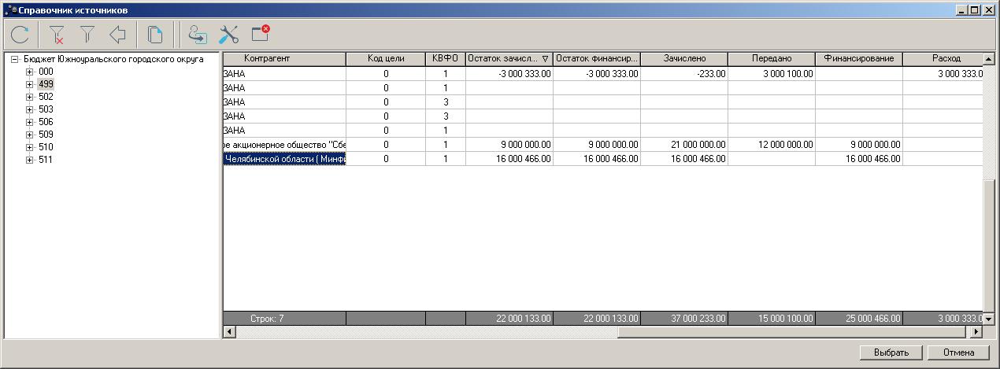 Справочник источников
Бюджет Южноуральского городского округа
000
499
502
503
506
509
510
511
Контрагент Код цели КВФО Остаток зачисл... Остаток финансир... Зачислено Передано Финансирование Расход
ЗАНА 0 1 -3 000 333.00 -3 000 333.00 -233.00 3 000 100.00 3 000 333.0
ЗАНА 0 1
ЗАНА 0 3
ЗАНА 0 3
ЗАНА 0 1
ое акционерное общество "Сбе 0 1 9 000 000.00 9 000 000.00 21 000 000.00 12 000 000.00 9 000 000.00
Челябинской области ( Минфи 0 1 16 000 466.00 16 000 466.00 16 000 466.00 16 000 466.00
Строк: 7 22 000 133.00 22 000 133.00 37 000 233.00 15 000 100.00 25 000 466.00 3 000 333.0
Выбрать Отмена